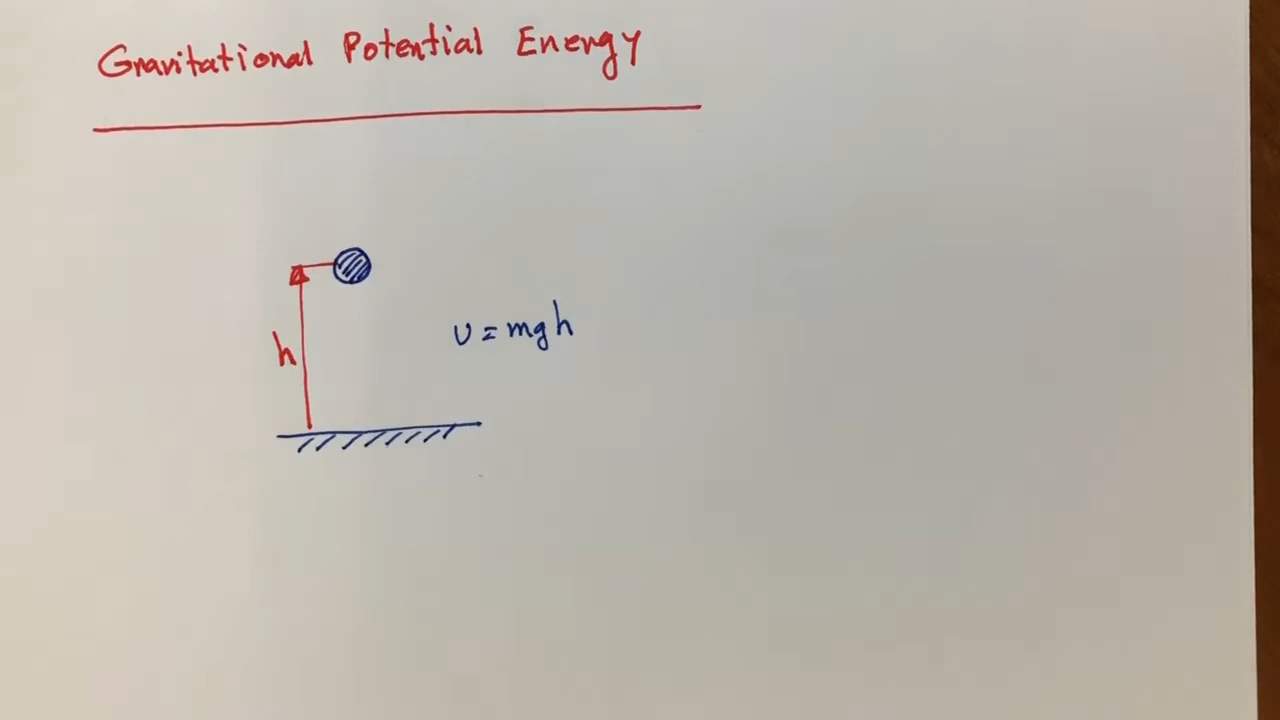 Gravitational Potential Energy
h
U = mgh